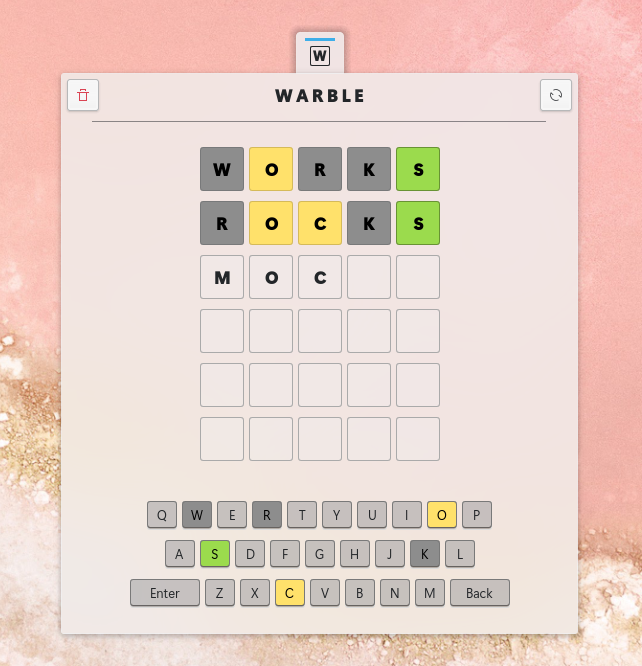 W
WARBLE
W O R K S
R O C K S
M O C
Q W E R T Y U I O P
A S D F G H J K L
Enter Z X C V B N M Back